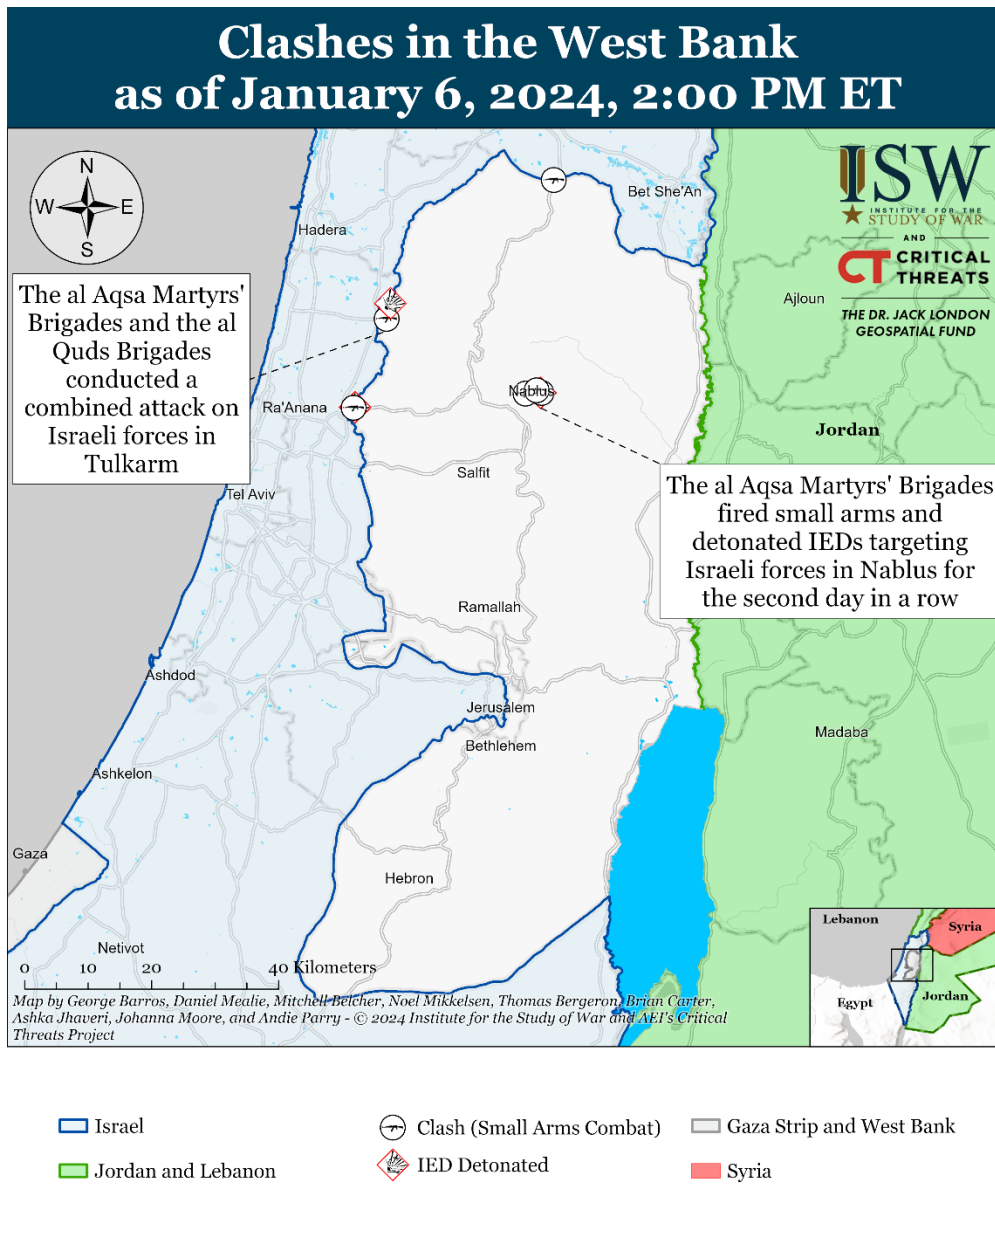 Clashes in the West Bank
as of January 6, 2024, 2:00 PM ET
N
W
E
S
ISW
INSTITUTE FOR THE
STUDY OF WAR
AND
CT CRITICAL
THREATS
THE DR. JACK LONDON
GEOSPATIAL FUND
Bet She'An
Hadera
Ajloun
The al Aqsa Martyrs'
Brigades and the al
Quds Brigades
conducted a
combined attack on
Israeli forces in
Tulkarm
Nablus
Ra'Anana
Jordan
Salfit
Tel Aviv
The al Aqsa Martyrs' Brigades
fired small arms and
detonated IEDs targeting
Israeli forces in Nablus for
the second day in a row
Ramallah
Ashdod
Jerusalem
Madaba
Bethlehem
Ashkelon
Gaza
Hebron
Netivot
0 10 20 40 Kilometers
Map by George Barros, Daniel Mealie, Mitchell Belcher, Noel Mikkelsen, Thomas Bergeron, Brian Carter,
Ashka Jhaveri, Johanna Moore, and Andie Parry - © 2024 Institute for the Study of War and AEI's Critical
Threats Project
Lebanon
Syria
Egypt
Jordan
Israel
Clash (Small Arms Combat)
Gaza Strip and West Bank
Jordan and Lebanon
IED Detonated
Syria